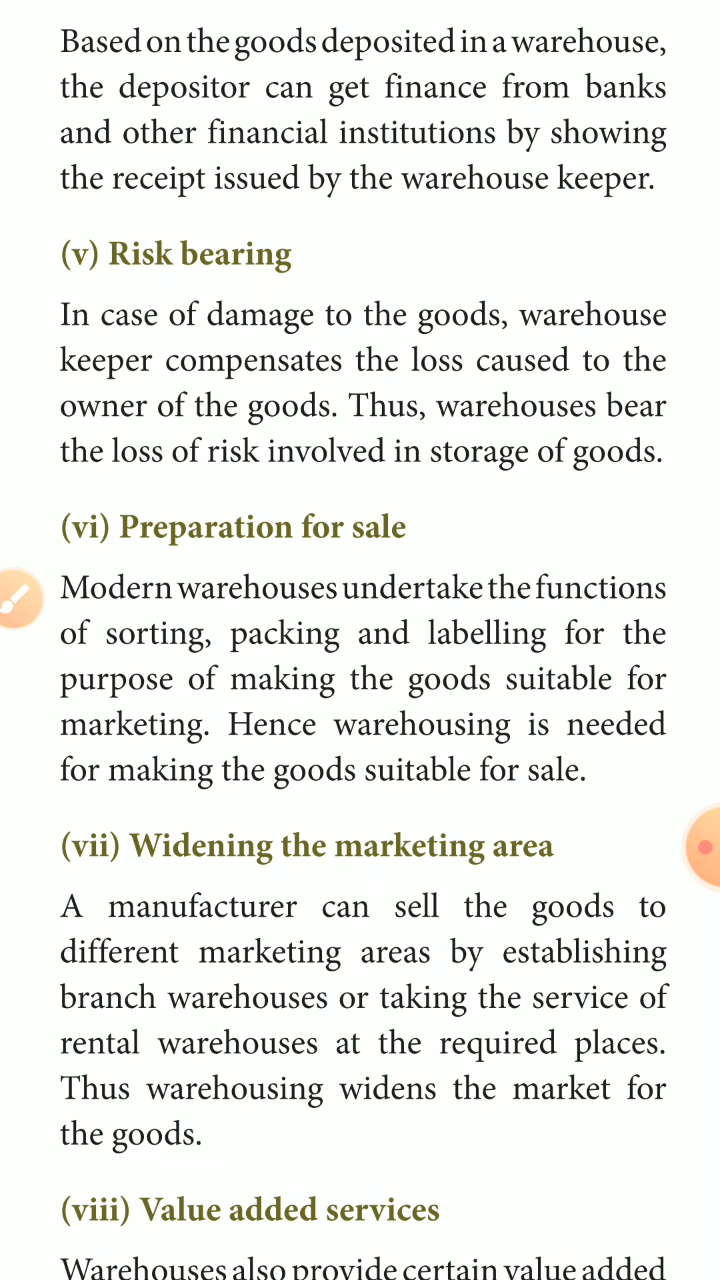 Based on the goods deposited in a warehouse,
the depositor can get finance from banks
and other financial institutions by showing
the receipt issued by the warehouse keeper.
(v) Risk bearing
In case of damage to the goods, warehouse
keeper compensates the loss caused to the
owner of the goods. Thus, warehouses bear
the loss of risk involved in storage of goods.
(vi) Preparation for sale
Modern warehouses undertake the functions
of sorting, packing and labelling for the
purpose of making the goods suitable for
marketing. Hence warehousing is needed
for making the goods suitable for sale.
(vii) Widening the marketing area
A manufacturer can sell the goods to
different marketing areas by establishing
branch warehouses or taking the service of
rental warehouses at the required places.
Thus warehousing widens the market for
the goods.
(viii) Value added services
Warehouses also provide certain value added